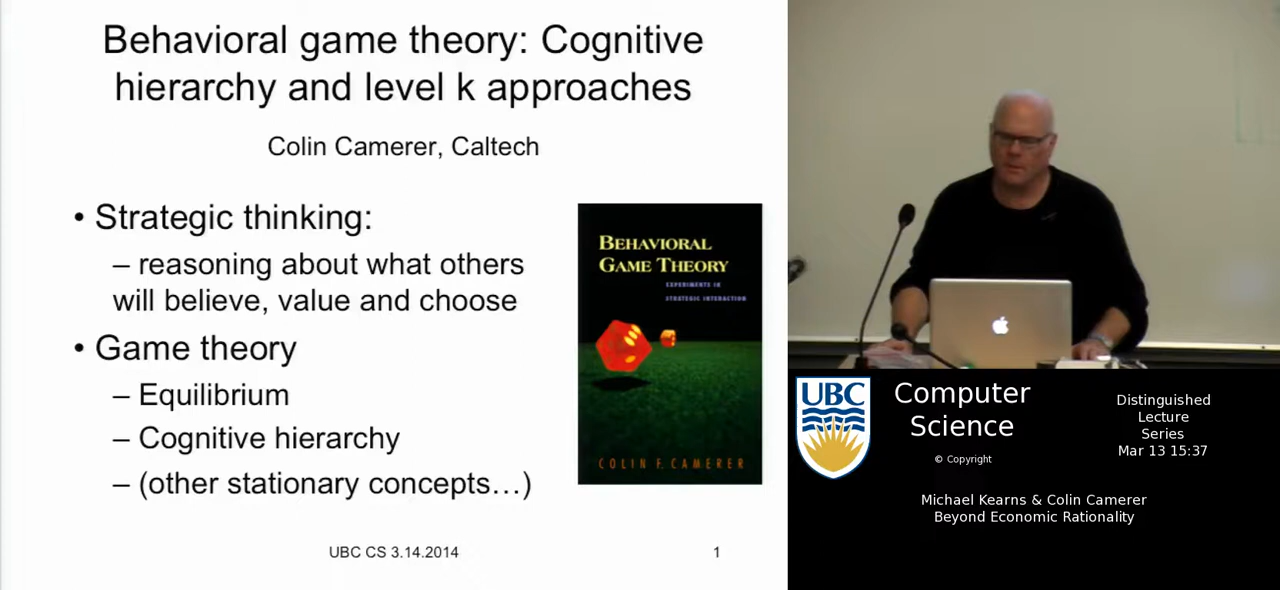 Behavioral game theory: Cognitive
hierarchy and level k approaches
Colin Camerer, Caltech
• Strategic thinking:
– reasoning about what others
will believe, value and choose
• Game theory
– Equilibrium
– Cognitive hierarchy
– (other stationary concepts…)
BEHAVIORAL
GAME THEORY
EXPERIMENTS IN
STRATEGIC INTERACTION
COLIN F. CAMERER
UBC CS 3.14.2014
1
UBC
Computer
Science
© Copyright
Distinguished
Lecture
Series
Mar 13 15:37
Michael Kearns & Colin Camerer
Beyond Economic Rationality